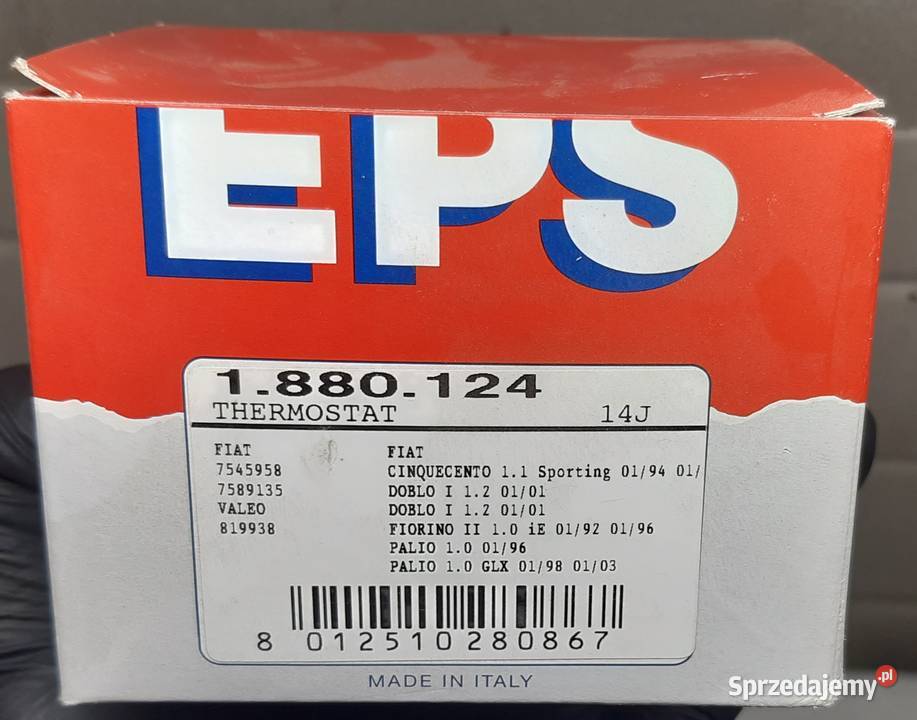 EPS
1.880.124
THERMOSTAT 14J
FIAT FIAT
7545958 CINQUECENTO 1.1 Sporting 01/94 01/
7589135 DOBLO I 1.2 01/01
VALEO DOBLO I 1.2 01/01
819938 FIORINO II 1.0 iE 01/92 01/96
PALIO 1.0 01/96
PALIO 1.0 GLX 01/98 01/03
8 012510 280867
MADE IN ITALY
Sprzedajemy.pl